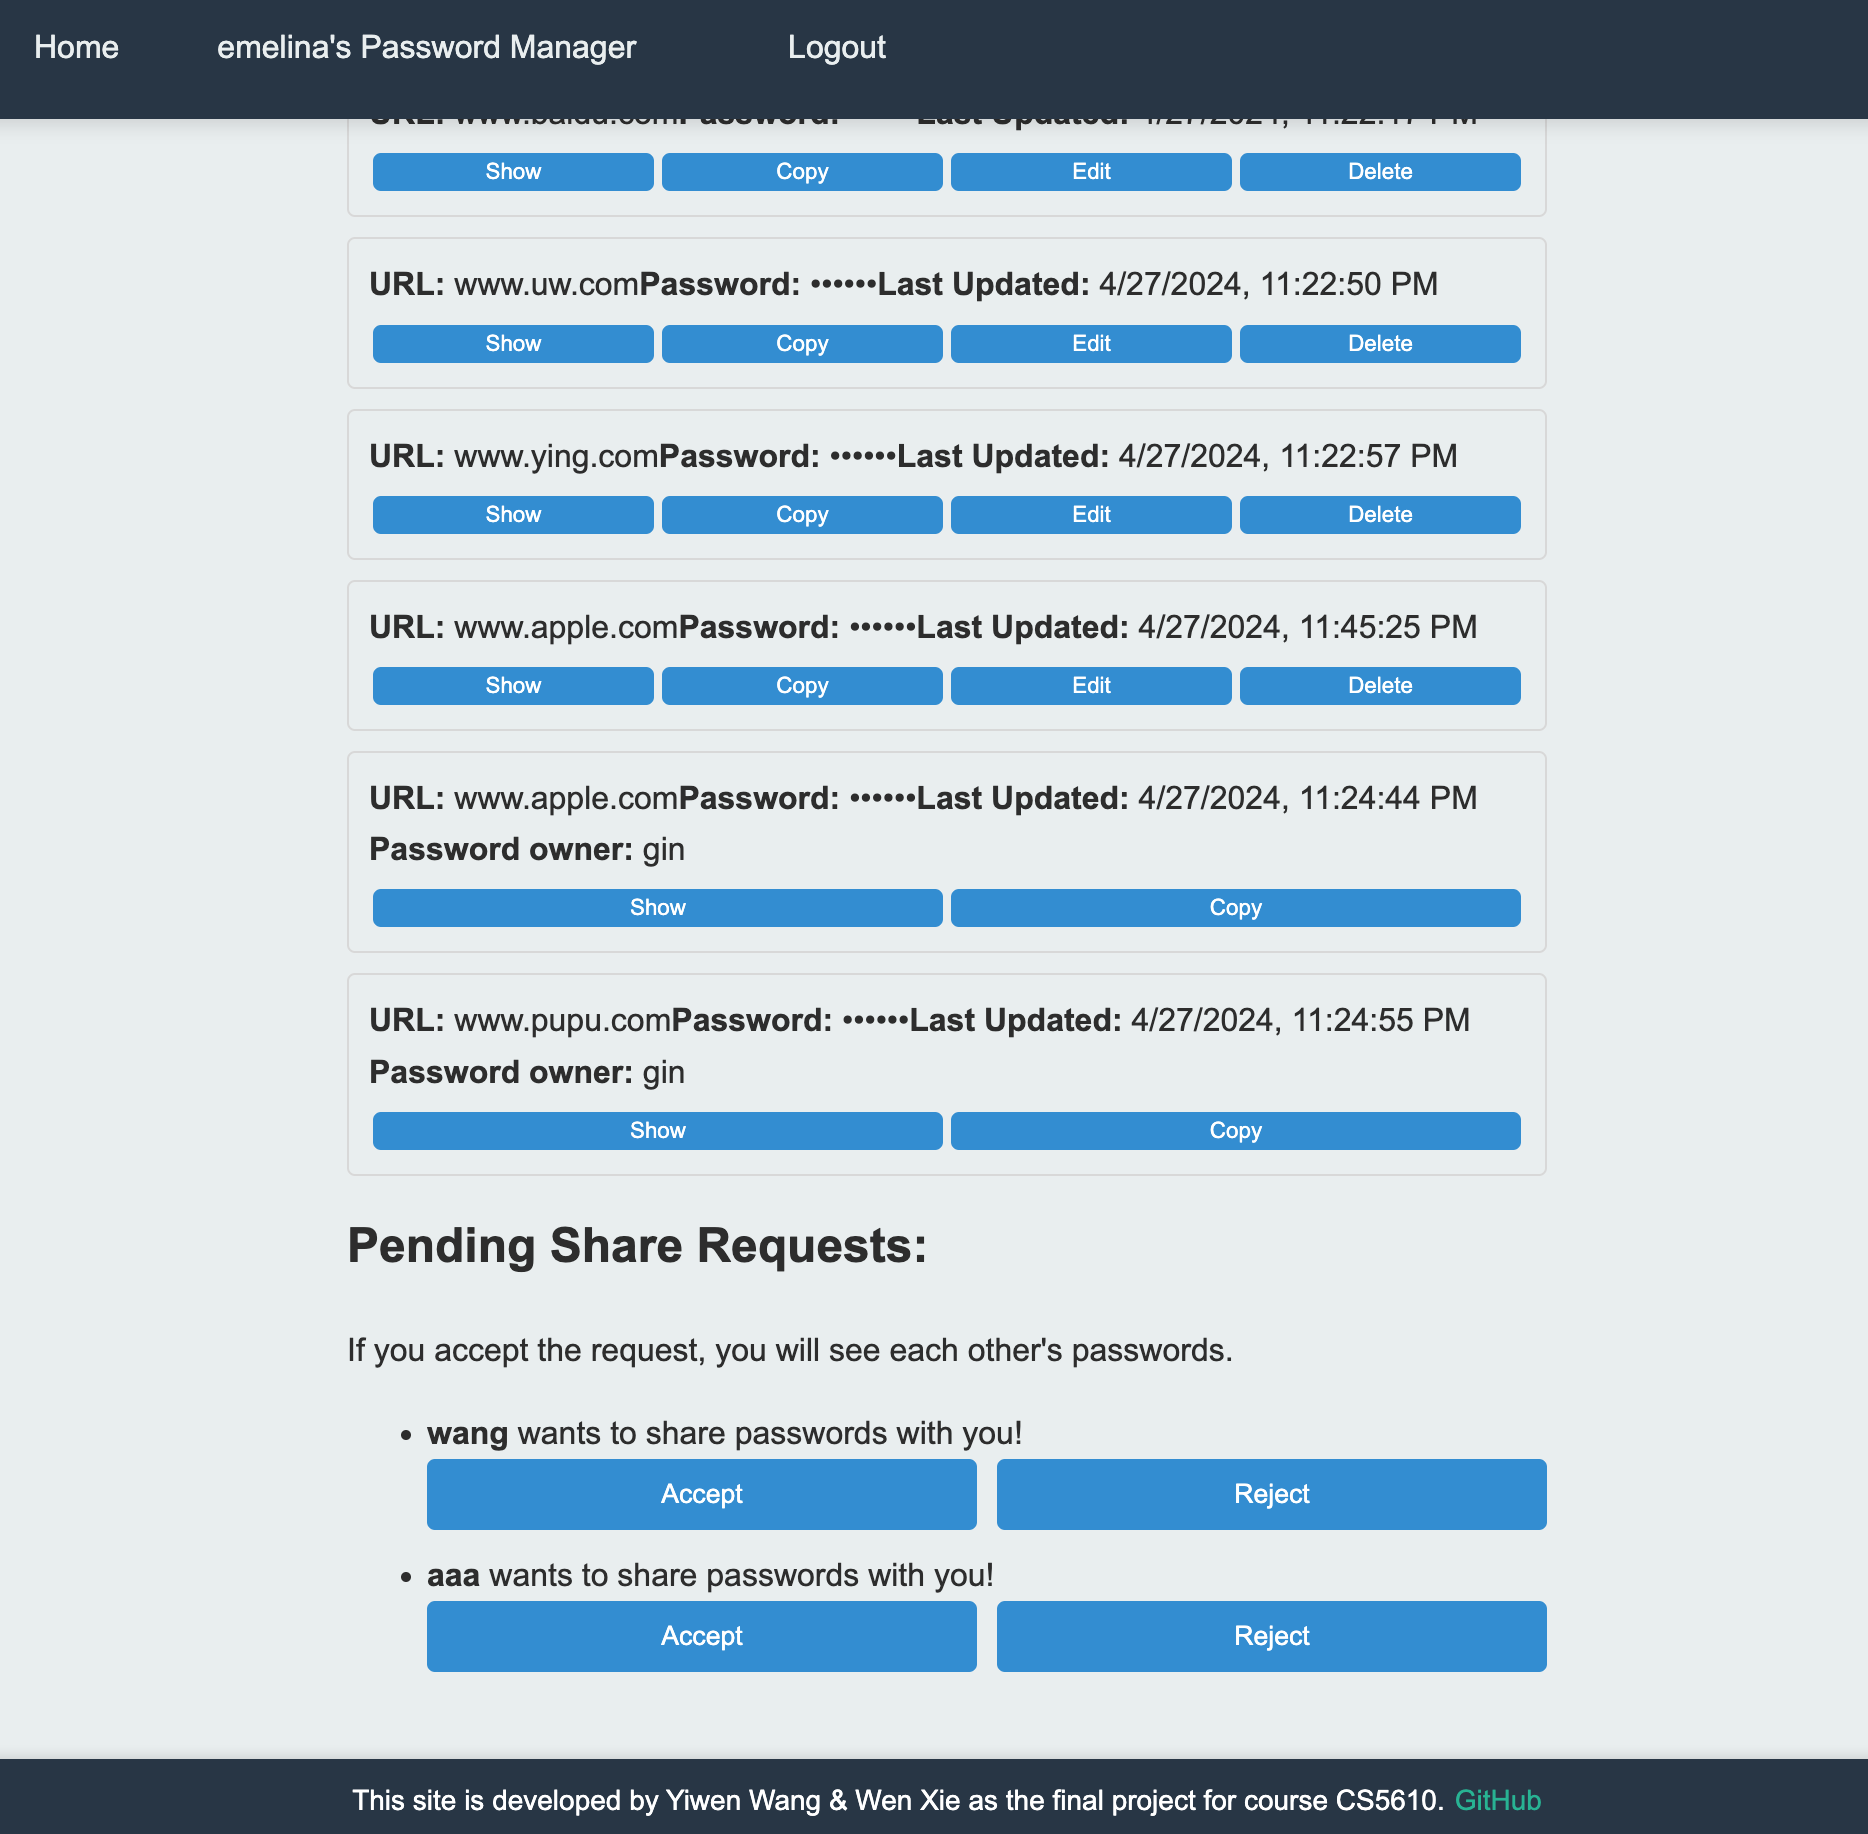 Home emelina's Password Manager Logout
URL: www.baidu.comPassword: Last Updated: 4/27/2024, 11:22:17 PM
Show Copy Edit Delete
URL: www.uw.comPassword: ••••••Last Updated: 4/27/2024, 11:22:50 PM
Show Copy Edit Delete
URL: www.ying.comPassword: ••••••Last Updated: 4/27/2024, 11:22:57 PM
Show Copy Edit Delete
URL: www.apple.comPassword: ••••••Last Updated: 4/27/2024, 11:45:25 PM
Show Copy Edit Delete
URL: www.apple.comPassword: ••••••Last Updated: 4/27/2024, 11:24:44 PM
Password owner: gin
Show Copy
URL: www.pupu.comPassword: ••••••Last Updated: 4/27/2024, 11:24:55 PM
Password owner: gin
Show Copy
Pending Share Requests:
If you accept the request, you will see each other's passwords.
• wang wants to share passwords with you!
Accept Reject
• aaa wants to share passwords with you!
Accept Reject
This site is developed by Yiwen Wang & Wen Xie as the final project for course CS5610. GitHub